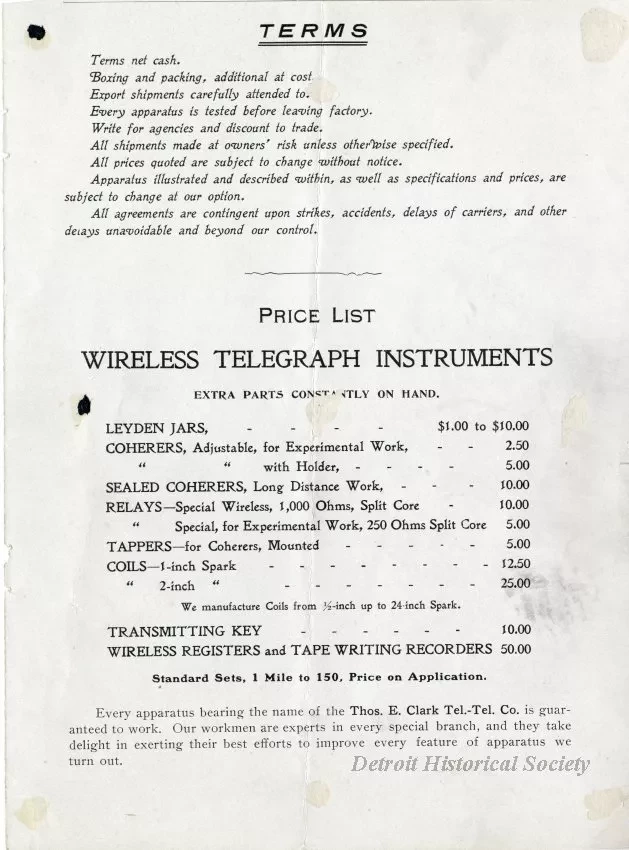 TERMS
Terms net cash.
Boxing and packing, additional at cost
Export shipments carefully attended to.
Every apparatus is tested before leaving factory.
Write for agencies and discount to trade.
All shipments made at owners' risk unless otherwise specified.
All prices quoted are subject to change without notice.
Apparatus illustrated and described within, as well as specifications and prices, are
subject to change at our option.
All agreements are contingent upon strikes, accidents, delays of carriers, and other
delays unavoidable and beyond our control.
PRICE LIST
WIRELESS TELEGRAPH INSTRUMENTS
EXTRA PARTS CONSTANTLY ON HAND.
LEYDEN JARS, - - - - $1.00 to $10.00
COHERERS, Adjustable, for Experimental Work, - - 2.50
“ “ with Holder, - - - - 5.00
SEALED COHERERS, Long Distance Work, - - - 10.00
RELAYS—Special Wireless, 1,000 Ohms, Split Core - 10.00
“ Special, for Experimental Work, 250 Ohms Split Core 5.00
TAPPERS—for Coherers, Mounted - - - - - 5.00
COILS—1-inch Spark - - - - - - - - 12.50
“ 2-inch “ - - - - - - - 25.00
We manufacture Coils from ½-inch up to 24-inch Spark.
TRANSMITTING KEY - - - - - - 10.00
WIRELESS REGISTERS and TAPE WRITING RECORDERS 50.00
Standard Sets, 1 Mile to 150, Price on Application.
Every apparatus bearing the name of the Thos. E. Clark Tel.-Tel. Co. is guar-
anteed to work. Our workmen are experts in every special branch, and they take
delight in exerting their best efforts to improve every feature of apparatus we
turn out.
Detroit Historical Society